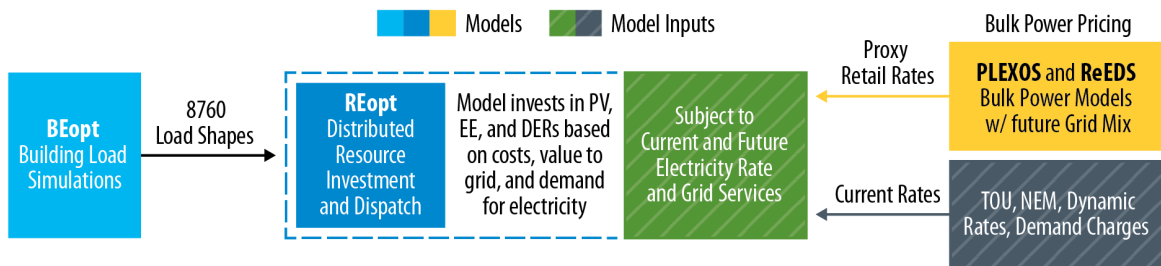 Models
Model Inputs
Bulk Power Pricing
BEopt
Building Load
Simulations
8760
Load Shapes
REopt
Distributed
Resource
Investment
and Dispatch
Model invests in PV,
EE, and DERs based
on costs, value to
grid, and demand
for electricity
Subject to
Current and Future
Electricity Rate
and Grid Services
Proxy
Retail Rates
PLEXOS and ReEDS
Bulk Power Models
w/ future Grid Mix
Current Rates
TOU, NEM, Dynamic
Rates, Demand Charges